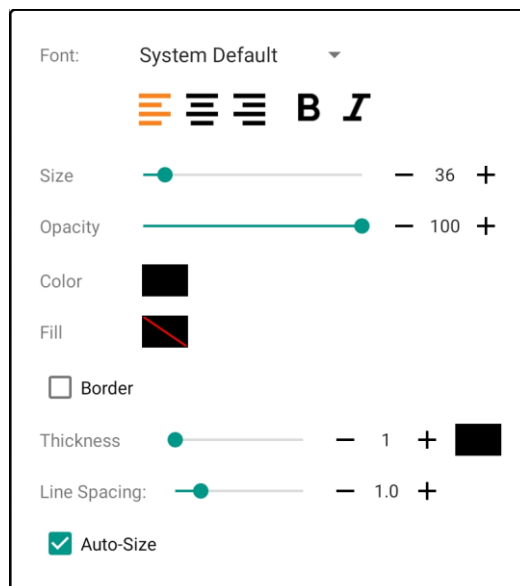 Font: System Default
B I
Size 36
Opacity 100
Color
Fill
Border
Thickness 1
Line Spacing: 1.0
Auto-Size